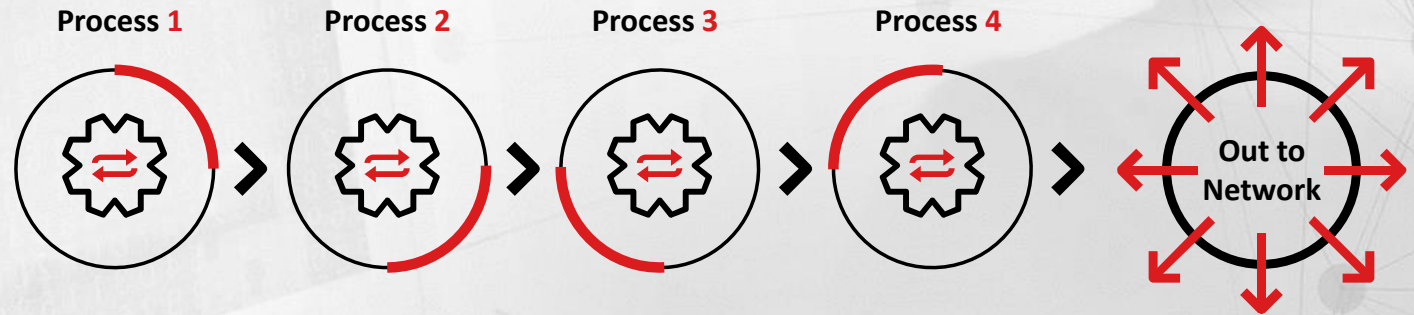 Process 1
Process 2
Process 3
Process 4
Out to
Network